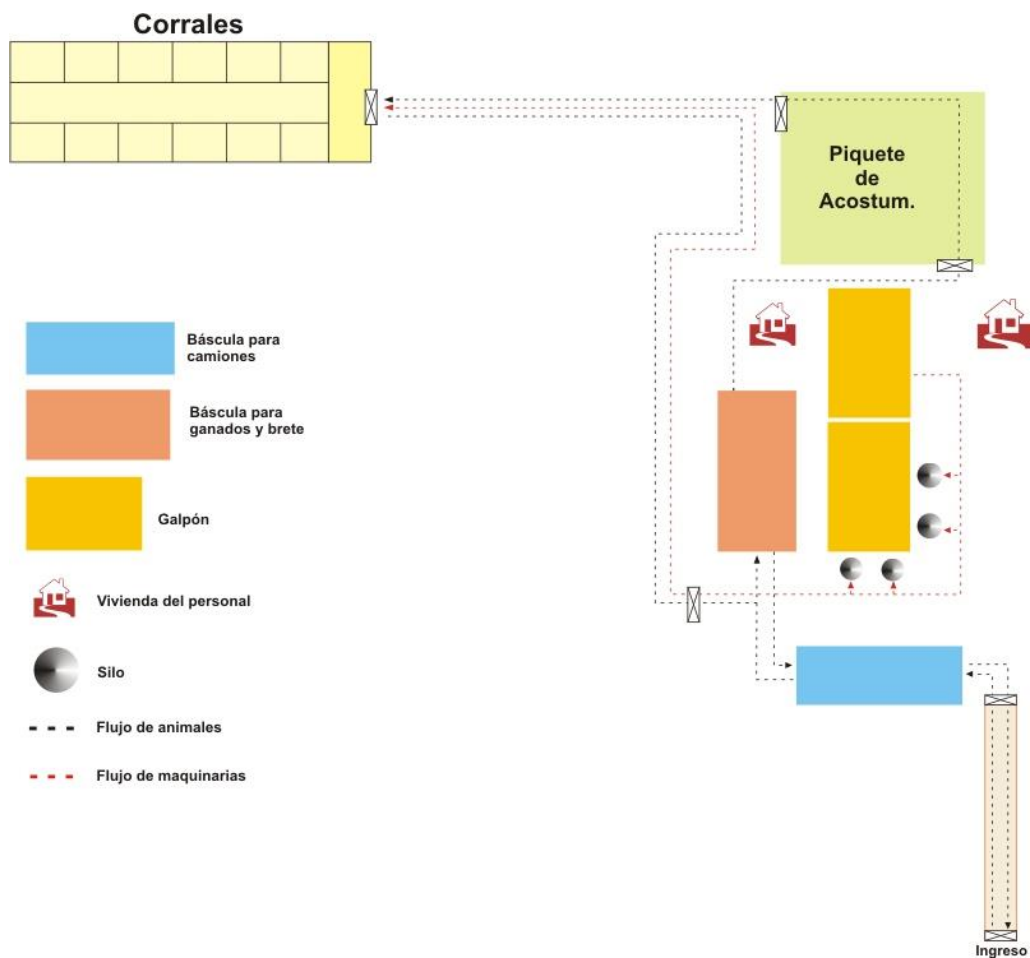 Corrales
Piquete
de
Acostum.
Báscula para
camiones
Báscula para
ganados y brete
Galpón
Vivienda del personal
Silo
Flujo de animales
Flujo de maquinarias
Ingreso